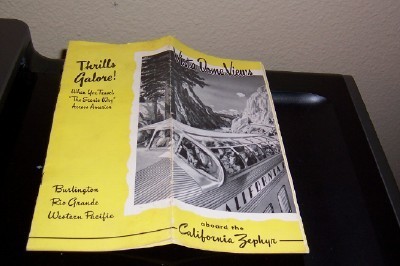 Thrills
Galore!
When You Travel
"The Scenic Way"
Across America
Burlington
Rio Grande
Western Pacific
Vista-Dome Views
aboard the
California Zephyr